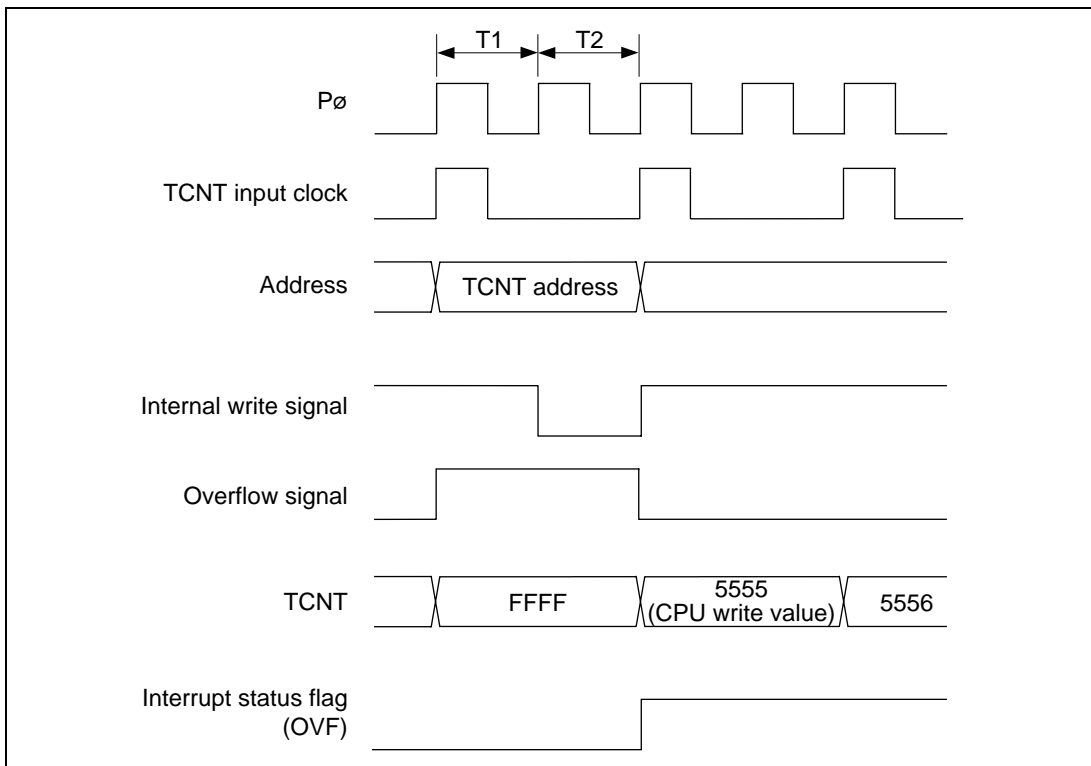 T1 T2
Pø
TCNT input clock
Address
TCNT address
Internal write signal
Overflow signal
TCNT
FFFF
5555
(CPU write value)
5556
Interrupt status flag
(OVF)